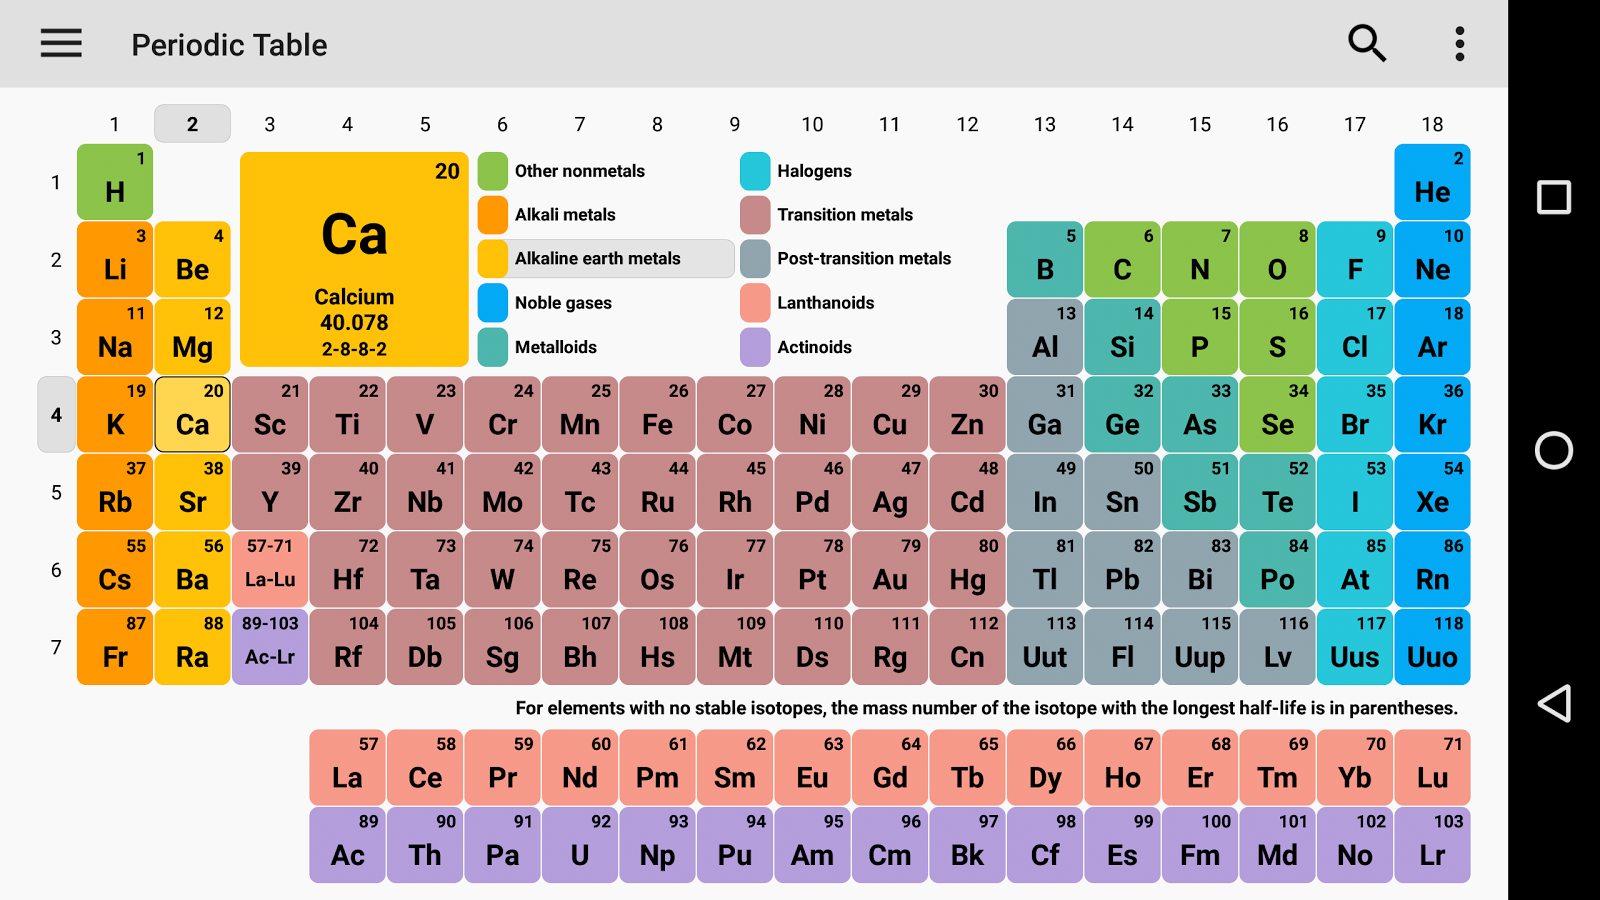 Periodic Table
1 2 3 4 5 6 7 8 9 10 11 12 13 14 15 16 17 18
1
1
H
2
He
20
Ca
Calcium
40.078
2-8-8-2
Other nonmetals
Alkali metals
Alkaline earth metals
Noble gases
Metalloids
Halogens
Transition metals
Post-transition metals
Lanthanoids
Actinoids
2
3 4 5 6 7 8 9 10
Li Be B C N O F Ne
3
11 12 13 14 15 16 17 18
Na Mg Al Si P S Cl Ar
4
19 20 21 22 23 24 25 26 27 28 29 30 31 32 33 34 35 36
K Ca Sc Ti V Cr Mn Fe Co Ni Cu Zn Ga Ge As Se Br Kr
5
37 38 39 40 41 42 43 44 45 46 47 48 49 50 51 52 53 54
Rb Sr Y Zr Nb Mo Tc Ru Rh Pd Ag Cd In Sn Sb Te I Xe
6
55 56 57-71 72 73 74 75 76 77 78 79 80 81 82 83 84 85 86
Cs Ba La-Lu Hf Ta W Re Os Ir Pt Au Hg Tl Pb Bi Po At Rn
7
87 88 89-103 104 105 106 107 108 109 110 111 112 113 114 115 116 117 118
Fr Ra Ac-Lr Rf Db Sg Bh Hs Mt Ds Rg Cn Uut Fl Uup Lv Uus Uuo
For elements with no stable isotopes, the mass number of the isotope with the longest half-life is in parentheses.
57 58 59 60 61 62 63 64 65 66 67 68 69 70 71
La Ce Pr Nd Pm Sm Eu Gd Tb Dy Ho Er Tm Yb Lu
89 90 91 92 93 94 95 96 97 98 99 100 101 102 103
Ac Th Pa U Np Pu Am Cm Bk Cf Es Fm Md No Lr